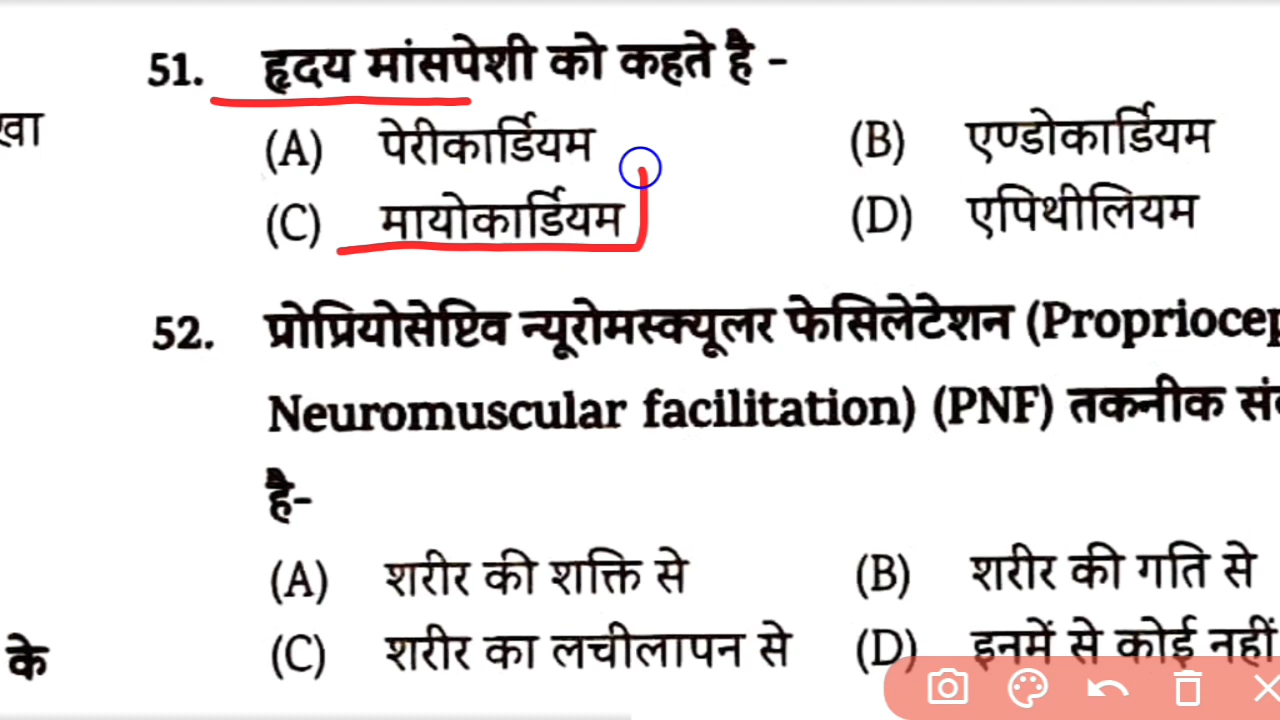 51. हृदय मांसपेशी को कहते है -
(A) पेरीकार्डियम (B) एण्डोकार्डियम
खा
(C) मायोकार्डियम (D) एपिथीलियम
52. प्रोप्रियोसेप्टिव न्यूरोमस्क्यूलर फेसिलेटेशन (Propriocep
Neuromuscular facilitation) (PNF) तकनीक सं
है-
(A) शरीर की शक्ति से (B) शरीर की गति से
(C) शरीर का लचीलापन से (D) इनमें से कोई नहीं
के